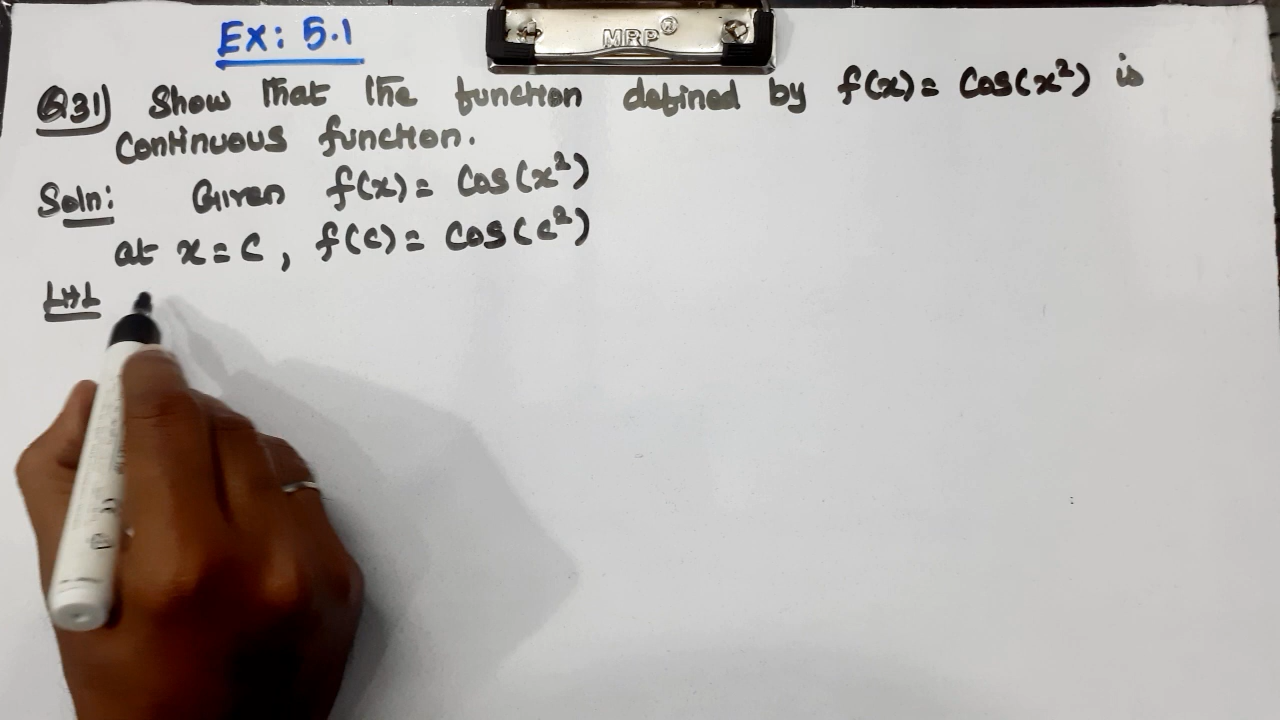 MRP®
Ex: 5.1
Q31) Show that the function defined by f(x) = Cos(x²) is
Continuous function.
Soln: Given f(x) = Cos(x²)
at x = c, f(c) = Cos(c²)
LHL